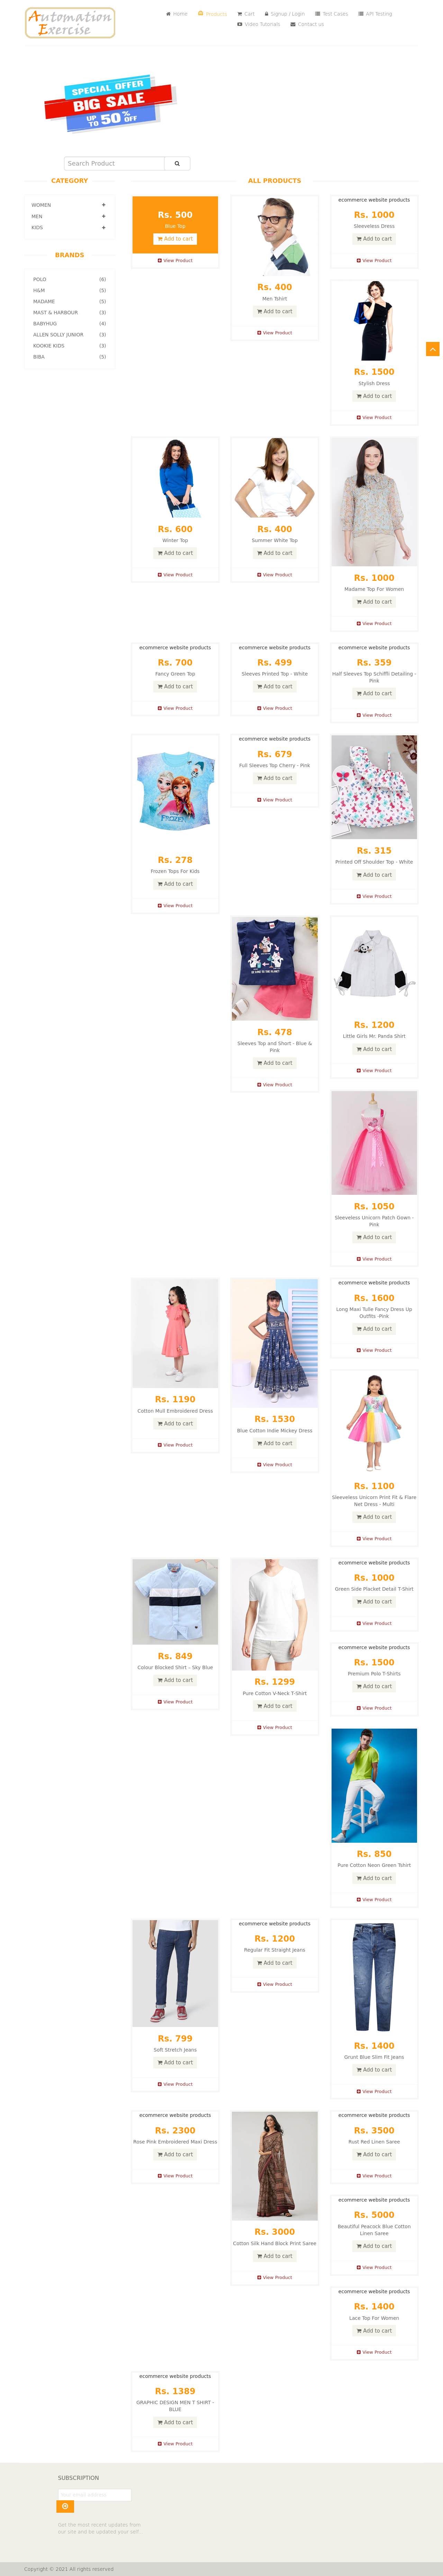 Automation
Exercise
Home
Products
Cart
Signup / Login
Test Cases
API Testing
Video Tutorials
Contact us
SPECIAL OFFER
BIG SALE
UP TO 50% OFF
Search Product
CATEGORY
WOMEN
MEN
KIDS
BRANDS
POLO (6)
H&M (5)
MADAME (5)
MAST & HARBOUR (3)
BABYHUG (4)
ALLEN SOLLY JUNIOR (3)
KOOKIE KIDS (3)
BIBA (5)
ALL PRODUCTS
Rs. 500
Blue Top
Add to cart
View Product
Rs. 400
Men Tshirt
Add to cart
View Product
ecommerce website products
Rs. 1000
Sleeveless Dress
Add to cart
View Product
Rs. 1500
Stylish Dress
Add to cart
View Product
Rs. 600
Winter Top
Add to cart
View Product
Rs. 400
Summer White Top
Add to cart
View Product
Rs. 1000
Madame Top For Women
Add to cart
View Product
ecommerce website products
Rs. 700
Fancy Green Top
Add to cart
View Product
ecommerce website products
Rs. 499
Sleeves Printed Top - White
Add to cart
View Product
ecommerce website products
Rs. 359
Half Sleeves Top Schiffli Detailing -
Pink
Add to cart
View Product
FROZEN
Rs. 278
Frozen Tops For Kids
Add to cart
View Product
ecommerce website products
Rs. 679
Full Sleeves Top Cherry - Pink
Add to cart
View Product
Rs. 315
Printed Off Shoulder Top - White
Add to cart
View Product
Rs. 478
Sleeves Top and Short - Blue &
Pink
Add to cart
View Product
Rs. 1200
Little Girls Mr. Panda Shirt
Add to cart
View Product
Rs. 1050
Sleeveless Unicorn Patch Gown -
Pink
Add to cart
View Product
Rs. 1190
Cotton Mull Embroidered Dress
Add to cart
View Product
Rs. 1530
Blue Cotton Indie Mickey Dress
Add to cart
View Product
ecommerce website products
Rs. 1600
Long Maxi Tulle Fancy Dress Up
Outfits -Pink
Add to cart
View Product
Rs. 1100
Sleeveless Unicorn Print Fit & Flare
Net Dress - Multi
Add to cart
View Product
Rs. 849
Colour Blocked Shirt – Sky Blue
Add to cart
View Product
Rs. 1299
Pure Cotton V-Neck T-Shirt
Add to cart
View Product
ecommerce website products
Rs. 1000
Green Side Placket Detail T-Shirt
Add to cart
View Product
ecommerce website products
Rs. 1500
Premium Polo T-Shirts
Add to cart
View Product
Rs. 850
Pure Cotton Neon Green Tshirt
Add to cart
View Product
Rs. 799
Soft Stretch Jeans
Add to cart
View Product
ecommerce website products
Rs. 1200
Regular Fit Straight Jeans
Add to cart
View Product
Rs. 1400
Grunt Blue Slim Fit Jeans
Add to cart
View Product
ecommerce website products
Rs. 2300
Rose Pink Embroidered Maxi Dress
Add to cart
View Product
Rs. 3000
Cotton Silk Hand Block Print Saree
Add to cart
View Product
ecommerce website products
Rs. 3500
Rust Red Linen Saree
Add to cart
View Product
ecommerce website products
Rs. 5000
Beautiful Peacock Blue Cotton
Linen Saree
Add to cart
View Product
ecommerce website products
Rs. 1400
Lace Top For Women
Add to cart
View Product
ecommerce website products
Rs. 1389
GRAPHIC DESIGN MEN T SHIRT -
BLUE
Add to cart
View Product
SUBSCRIPTION
Your email address
Get the most recent updates from
our site and be updated your self...
Copyright © 2021 All rights reserved